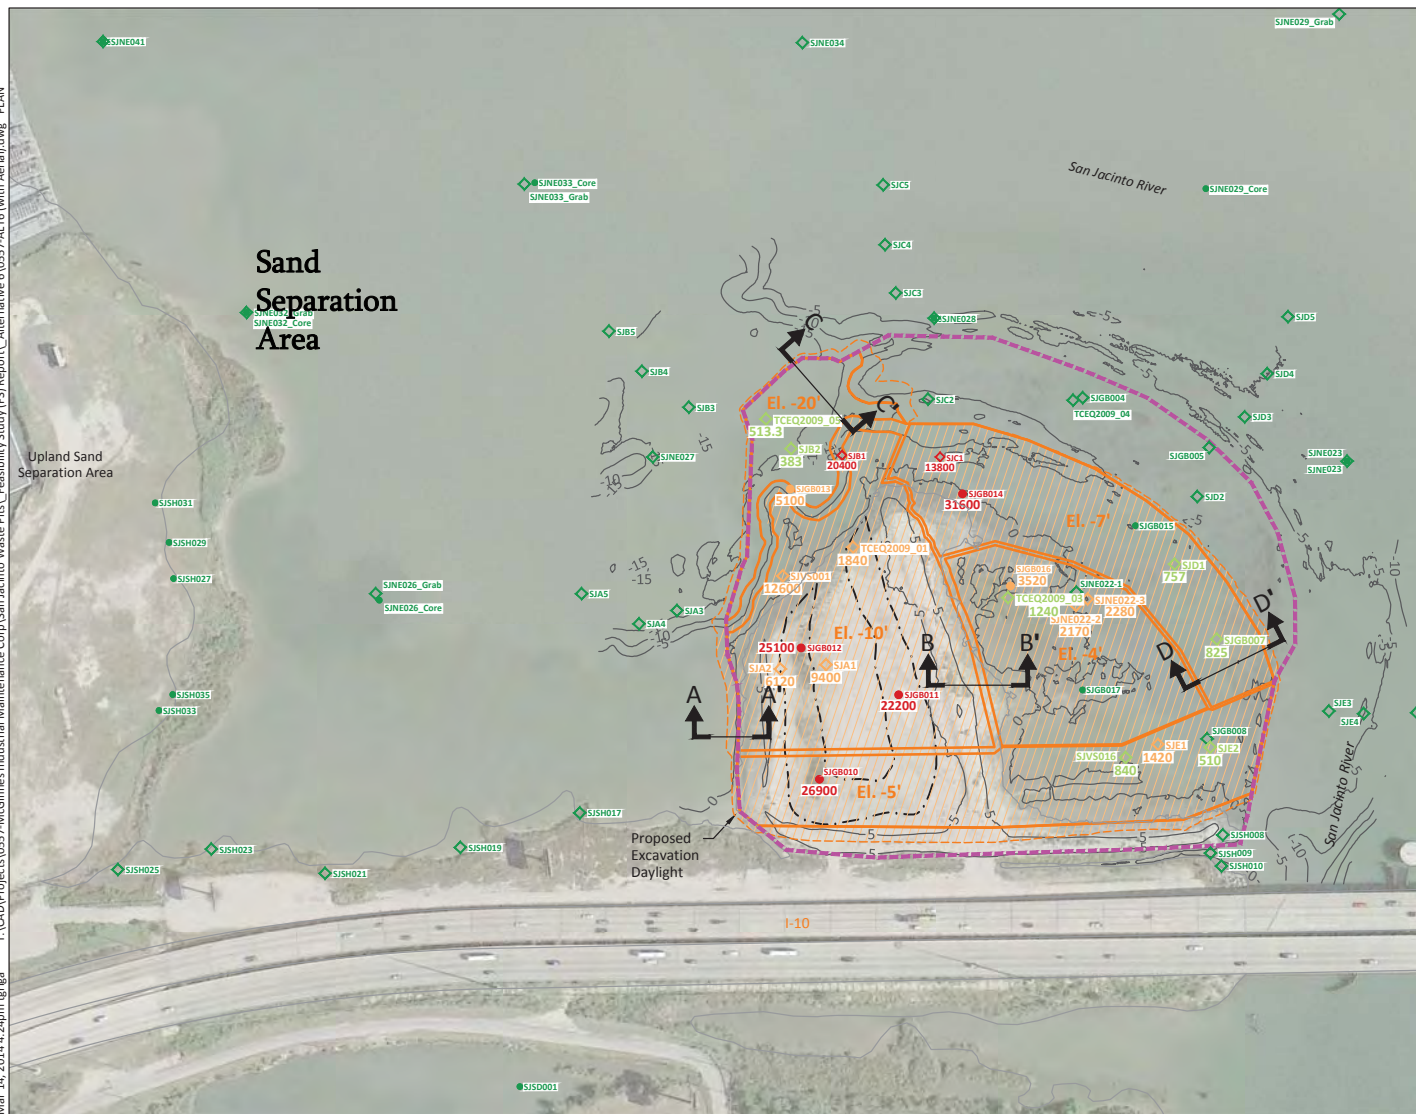 SJNE029_Grab
SJNE041
SJNE034
San Jacinto River
SJNE033_Core
SJNE033_Grab
SJC5
SJNE029_Core
SJC4
Sand
Separation
Area
SJC3
SJNE032_Grab
SJNE032_Core
SJNE028
SJD5
SJB5
C
SJB4
SJD4
SJB3
El. -20'
C'
SJC2
SJGB004
TCEQ2009_04
SJD3
TCEQ2009_05
513.3
SJB2
383
SJB1
20400
SJC1
13800
SJGB005
SJNE023
SJNE023
SJNE027
Upland Sand
Separation Area
SJGB013
5100
SJGB014
31600
SJD2
SJSH031
El. -7'
SJGB015
SJSH029
TCEQ2009_01
1840
SJD1
757
SJSH027
SJVS001
12600
SJGB016
3520
SJNE022-1
SJNE026_Grab
SJNE026_Core
SJA5
SJA3
SJA4
TCEQ2009_03
1240
SJNE022-3
2280
SJNE022-2
2170
D'
El. -10'
SJGB007
825
25100
SJGB012
B
B'
El. -4'
D
SJA2
6120
SJA1
9400
SJSH035
SJGB011
22200
SJGB017
A
A'
SJSH033
SJE3
SJE4
SJGB008
SJE1
1420
SJE2
510
SJVS016
840
SJGB010
26900
El. -5'
San Jacinto River
SJSH017
Proposed
Excavation
Daylight
SJSH008
SJSH009
SJSH010
SJSH023
SJSH019
SJSH025
SJSH021
I-10
SJSD001